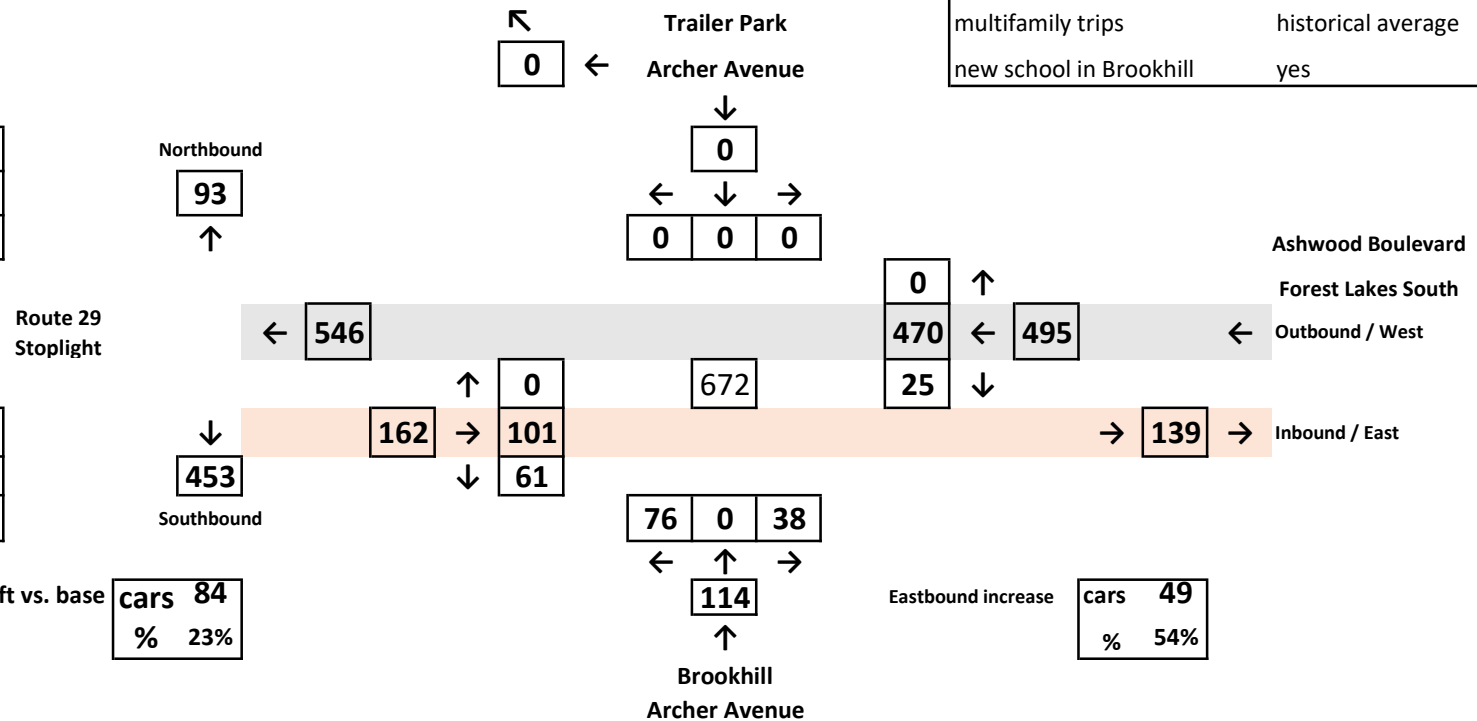 ↖ Trailer Park multifamily trips historical average
0 ← Archer Avenue new school in Brookhill yes
↓
Northbound 0
93 ← ↓ →
↑ 0 0 0 Ashwood Boulevard
0 ↑ Forest Lakes South
Route 29 ← 546 470 ← 495 ← Outbound / West
Stoplight
↑ 0 672 25 ↓
↓ 162 → 101 → 139 → Inbound / East
453 ↓ 61
Southbound 76 0 38
← ↑ →
ft vs. base cars 84 114 Eastbound increase cars 49
% 23% ↑ % 54%
Brookhill
Archer Avenue